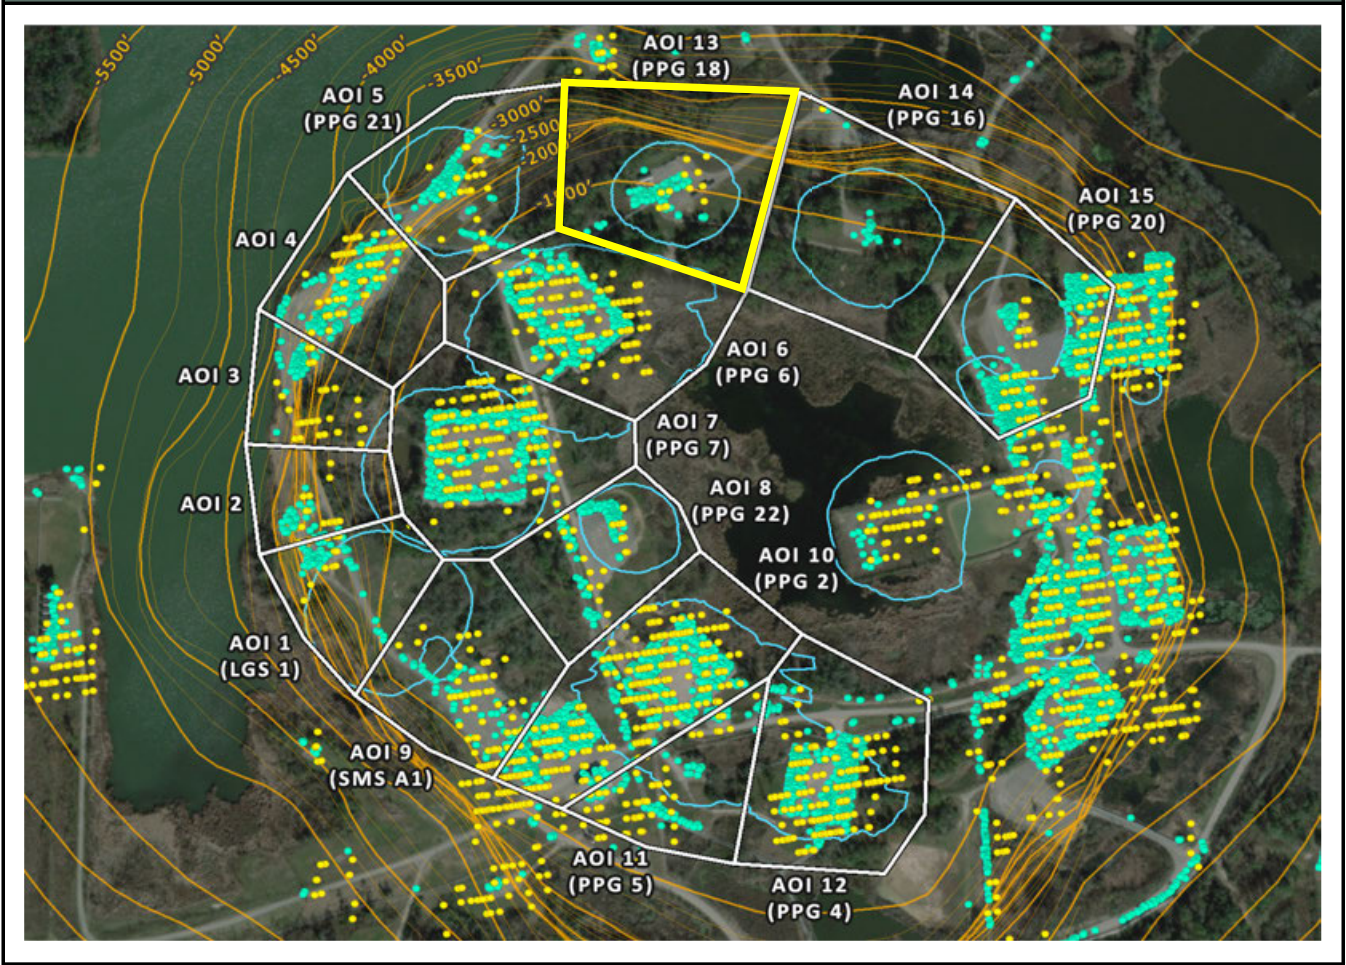 -5500'
-5000'
-4500'
-4000'
-3500'
-3000'
-2500'
-2000'
-1500'
AOI 13
(PPG 18)
AOI 14
(PPG 16)
AOI 5
(PPG 21)
AOI 15
(PPG 20)
AOI 4
AOI 6
(PPG 6)
AOI 3
AOI 7
(PPG 7)
AOI 2
AOI 8
(PPG 22)
AOI 10
(PPG 2)
AOI 1
(LGS 1)
AOI 9
(SMS A1)
AOI 11
(PPG 5)
AOI 12
(PPG 4)